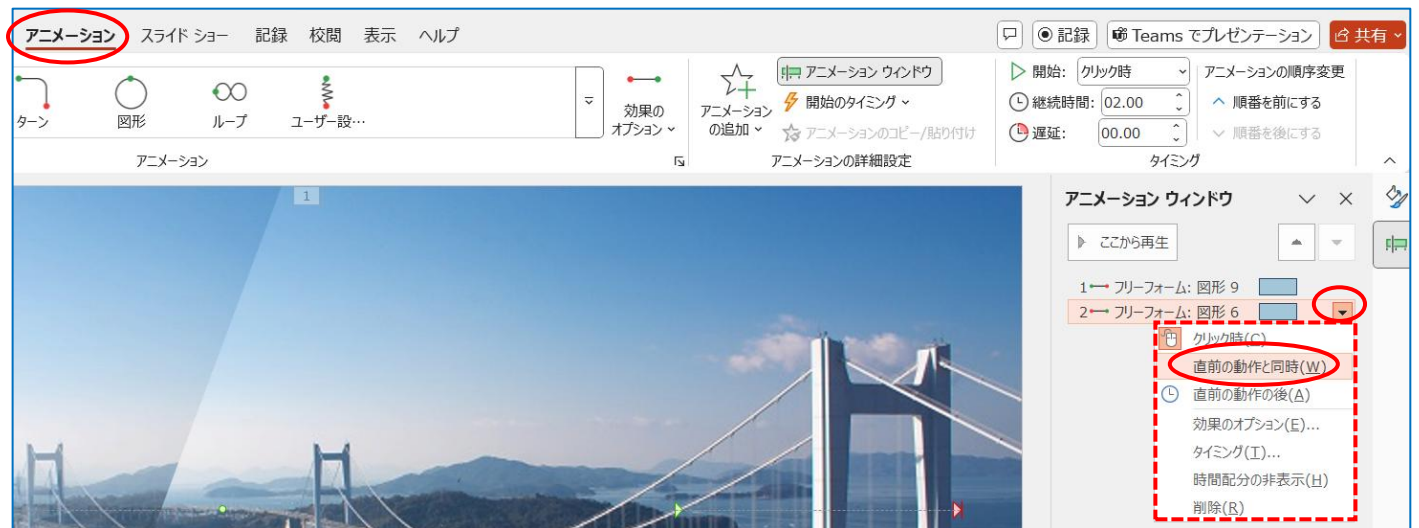 アニメーション スライド ショー 記録 校閲 表示 ヘルプ 記録 Teams でプレゼンテーション 共有
ターン 図形 ループ ユーザー設… 効果の オプション アニメーション の追加 アニメーション ウィンドウ 開始のタイミング アニメーションのコピー/貼り付け
開始: クリック時 アニメーションの順序変更
継続時間: 02.00 順番を前にする
遅延: 00.00 順番を後にする
アニメーション アニメーションの詳細設定 タイミング
1
アニメーション ウィンドウ
ここから再生
1 フリーフォーム: 図形 9
2 フリーフォーム: 図形 6
クリック時(C)
直前の動作と同時(W)
直前の動作の後(A)
効果のオプション(E)...
タイミング(T)...
時間配分の非表示(H)
削除(R)